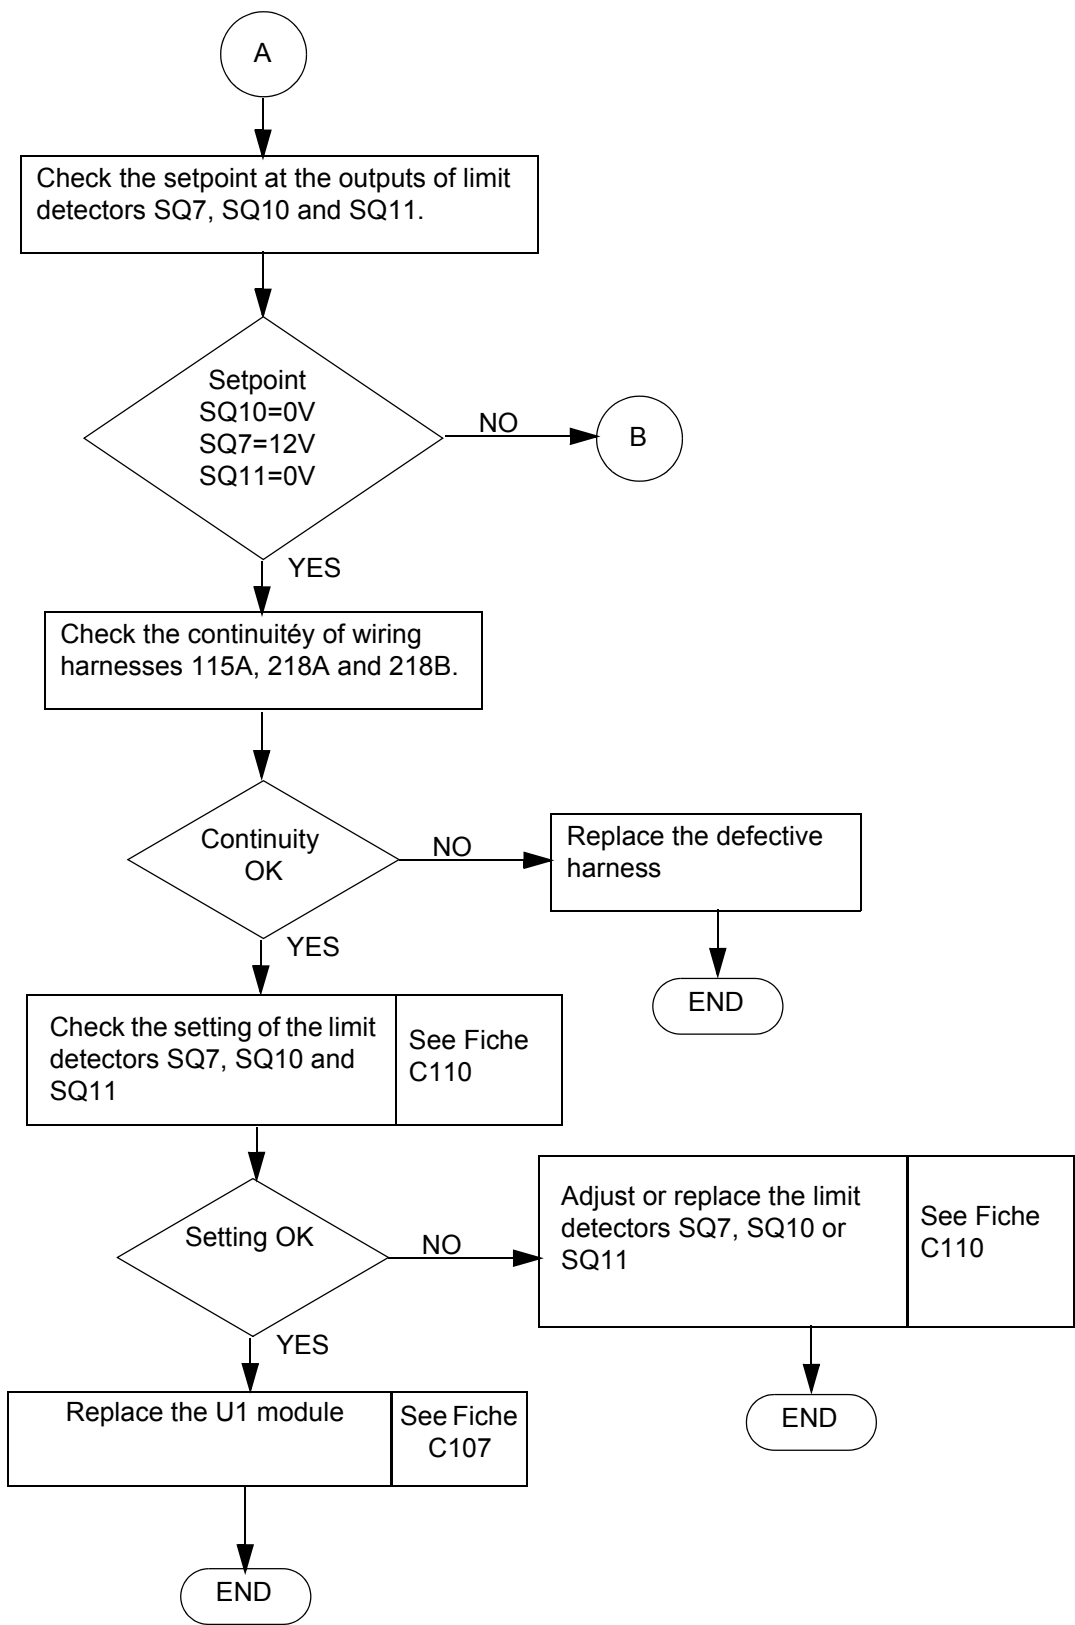 A
Check the setpoint at the outputs of limit
detectors SQ7, SQ10 and SQ11.
Setpoint
SQ10=0V
SQ7=12V
SQ11=0V
NO
B
YES
Check the continuitéy of wiring
harnesses 115A, 218A and 218B.
Continuity
OK
NO
Replace the defective
harness
YES
END
Check the setting of the limit
detectors SQ7, SQ10 and
SQ11
See Fiche
C110
Setting OK
NO
Adjust or replace the limit
detectors SQ7, SQ10 or
SQ11
See Fiche
C110
YES
END
Replace the U1 module
See Fiche
C107
END